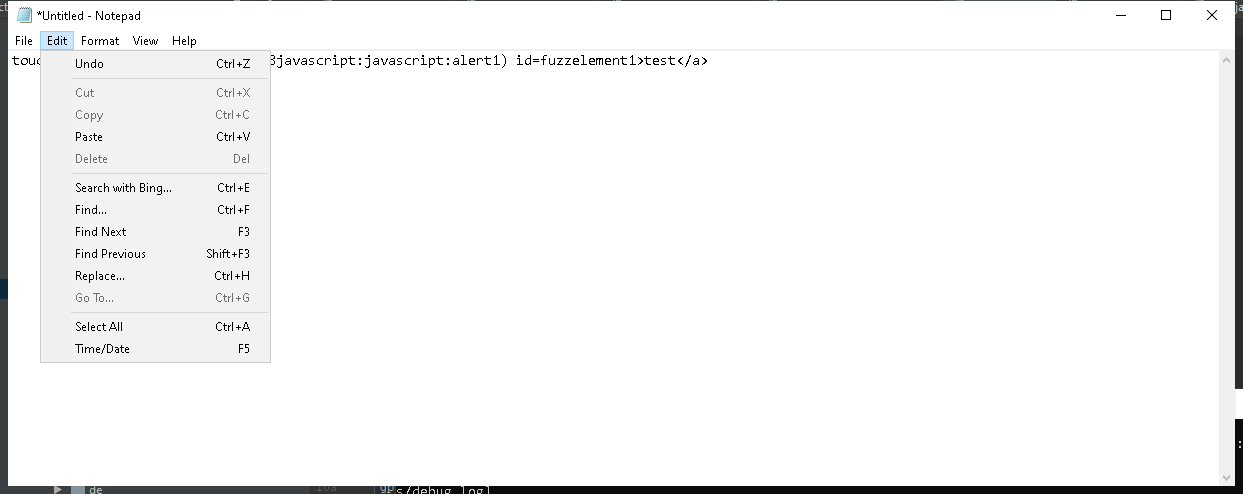 *Untitled - Notepad
File Edit Format View Help
touc 3javascript:javascript:alert1) id=fuzzelement1>test</a>
Undo Ctrl+Z
Cut Ctrl+X
Copy Ctrl+C
Paste Ctrl+V
Delete Del
Search with Bing... Ctrl+E
Find... Ctrl+F
Find Next F3
Find Previous Shift+F3
Replace... Ctrl+H
Go To... Ctrl+G
Select All Ctrl+A
Time/Date F5
de 103 s/debug.log]